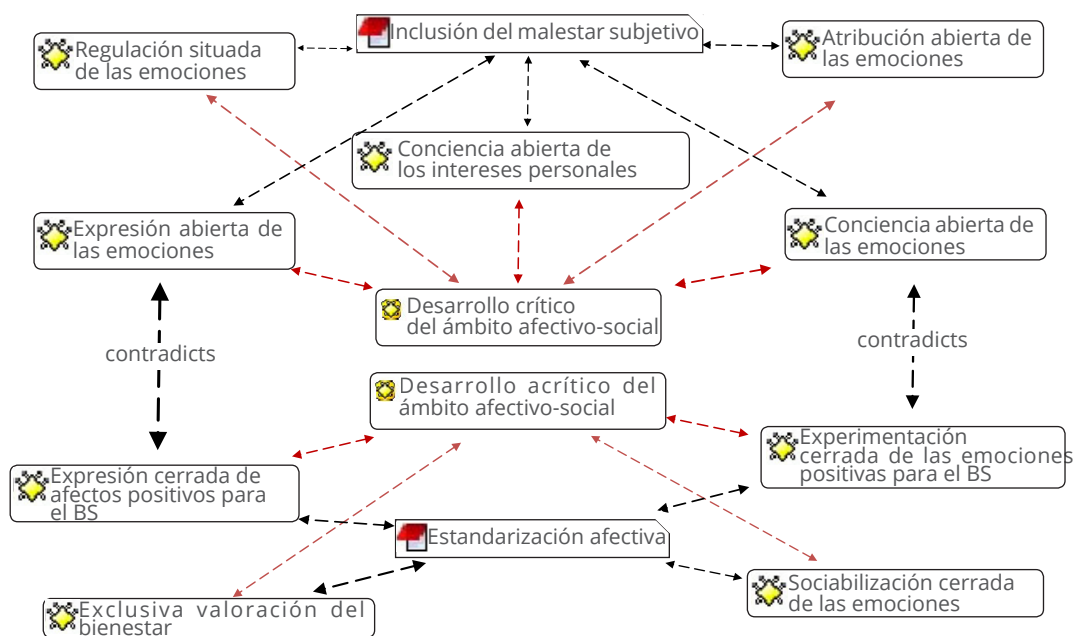 Inclusión del malestar subjetivo
Regulación situada
de las emociones
Atribución abierta de
las emociones
Conciencia abierta de
los intereses personales
Expresión abierta de
las emociones
Conciencia abierta de
las emociones
Desarrollo crítico
del ámbito afectivo-social
contradicts
contradicts
Desarrollo acrítico del
ámbito afectivo-social
Expresión cerrada de
afectos positivos para
el BS
Experimentación
cerrada de las emociones
positivas para el BS
Estandarización afectiva
Exclusiva valoración del
bienestar
Sociabilización cerrada
de las emociones